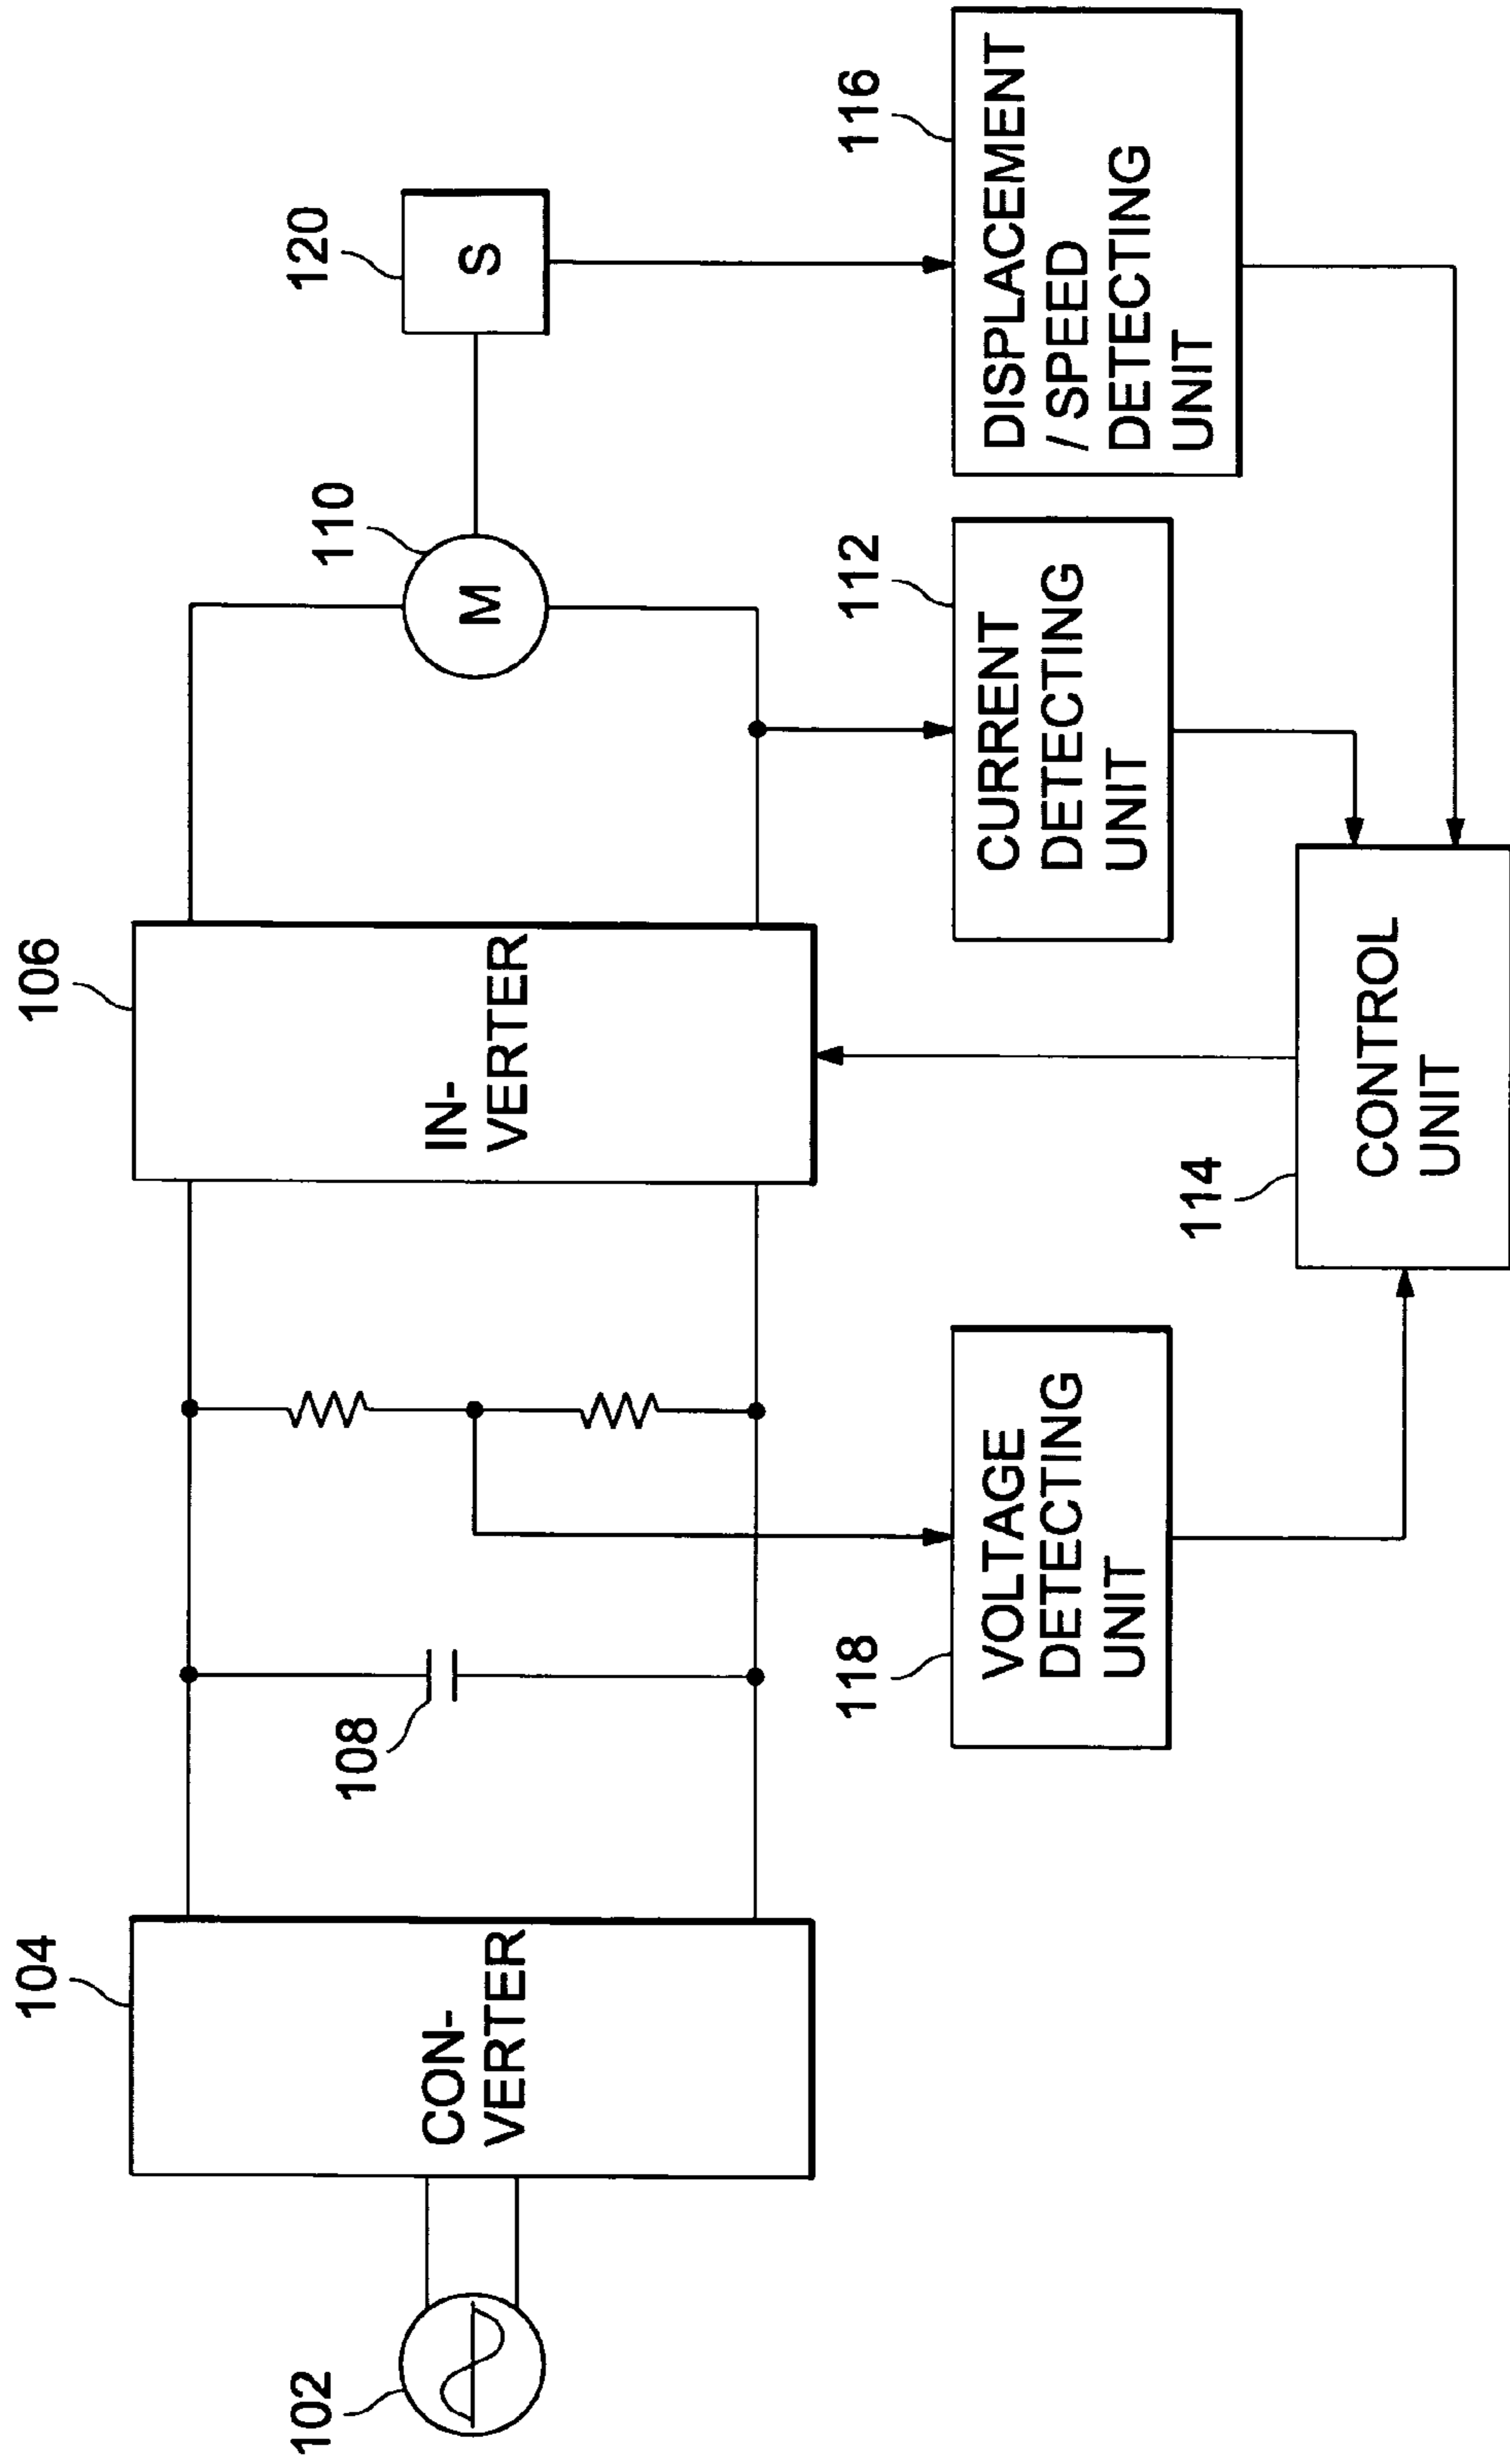 102
104
CON-
VERTER
108
106
IN-
VERTER
110
M
120
S
118
VOLTAGE
DETECTING
UNIT
112
CURRENT
DETECTING
UNIT
116
DISPLACEMENT
/ SPEED
DETECTING
UNIT
114
CONTROL
UNIT